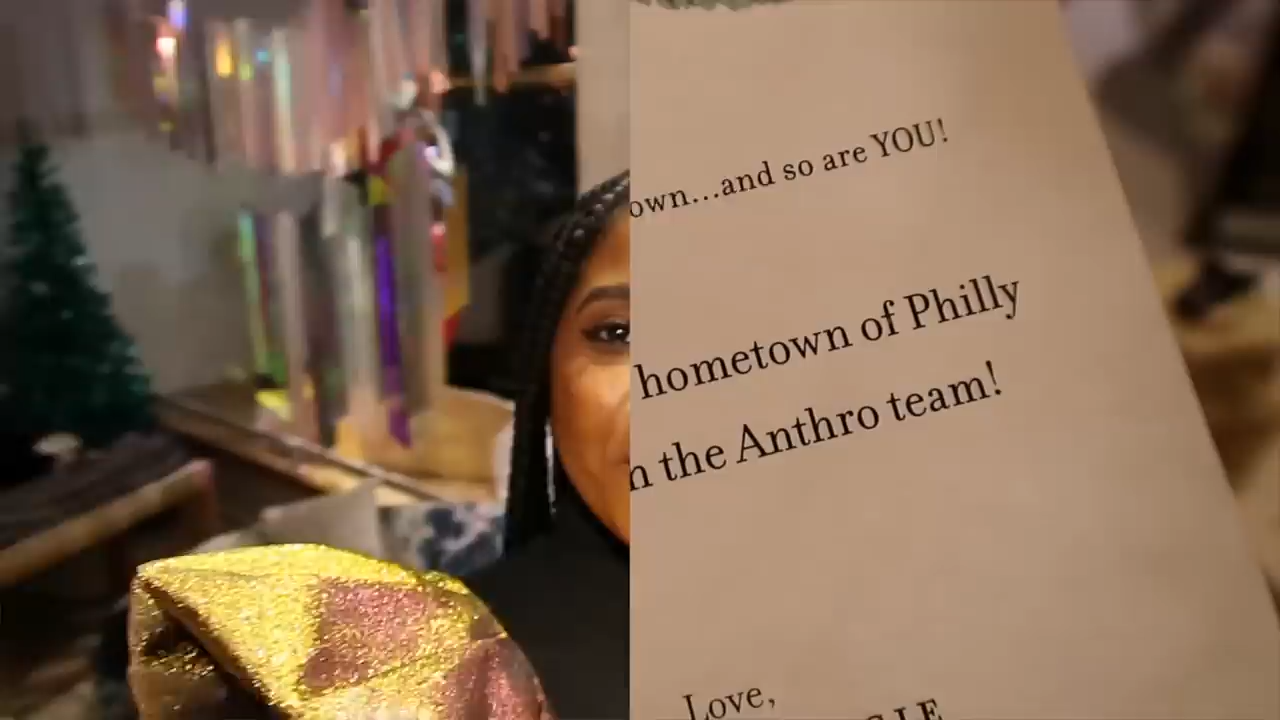 own...and so are YOU!
hometown of Philly
n the Anthro team!
Love,